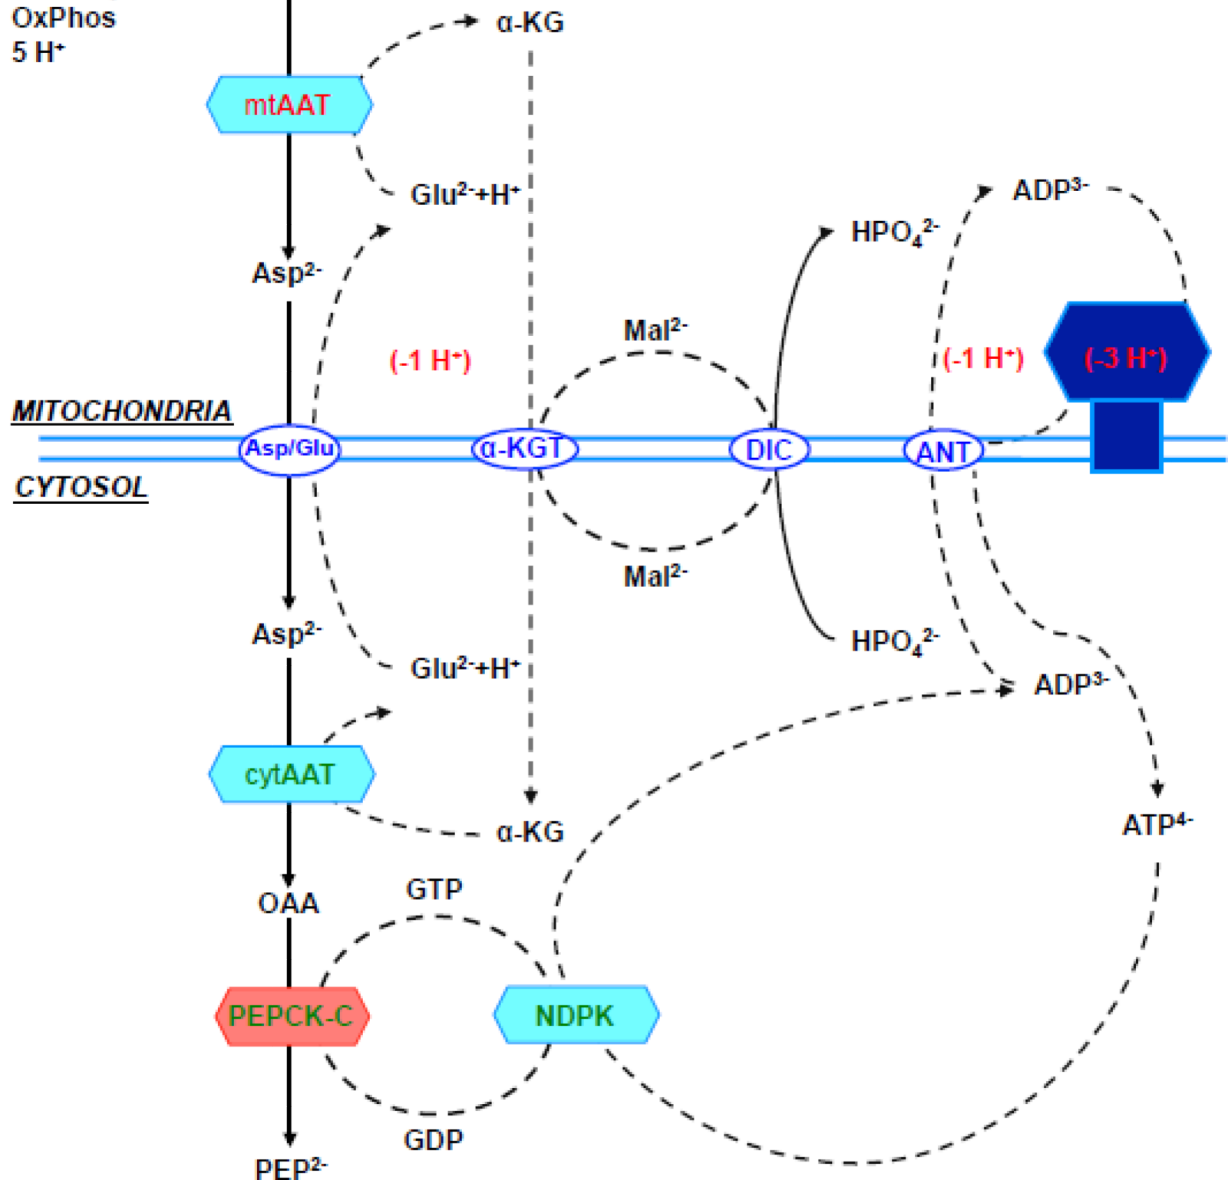 OxPhos
5 H⁺
α-KG
mtAAT
Glu²⁻+H⁺
ADP³⁻
HPO₄²⁻
Asp²⁻
Mal²⁻
(-1 H⁺)
(-1 H⁺)
(-3 H⁺)
MITOCHONDRIA
Asp/Glu
α-KGT
DIC
ANT
CYTOSOL
Mal²⁻
Asp²⁻
HPO₄²⁻
Glu²⁻+H⁺
ADP³⁻
cytAAT
α-KG
ATP⁴⁻
GTP
OAA
PEPCK-C
NDPK
GDP
PEP²⁻